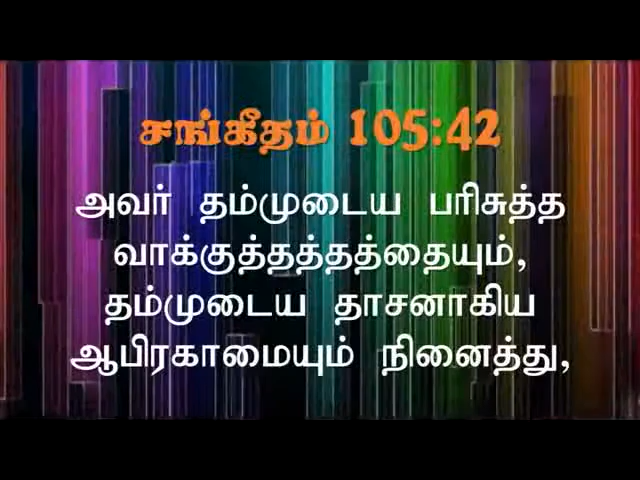 சங்கீதம் 105:42
அவர் தம்முடைய பரிசுத்த
வாக்குத்தத்தத்தையும்,
தம்முடைய தாசனாகிய
ஆபிரகாமையும் நினைத்து,